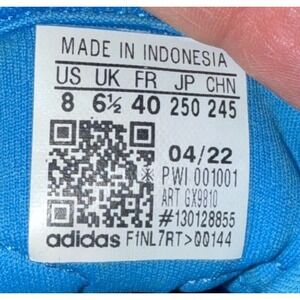 MADE IN INDONESIA
US UK FR JP CHN
8 6½ 40 250 245
04/22
PWI 001001
ART GX9810
#130128855
adidas F1NL7RT>00144